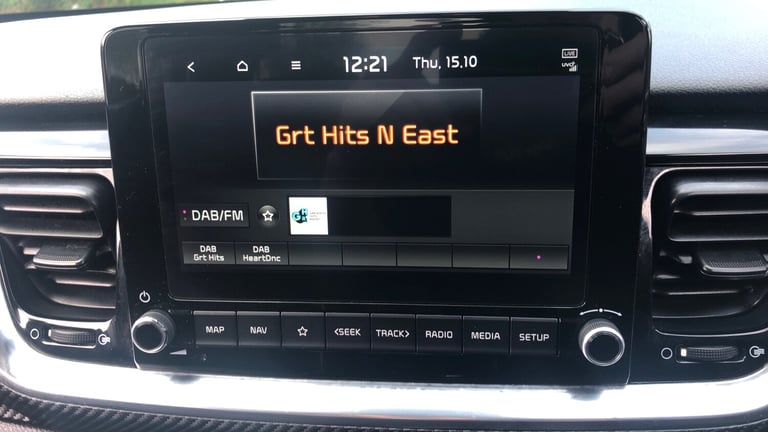 12:21 Thu, 15.10
LIVE
UVO
Grt Hits N East
DAB/FM
DAB
Grt Hits
DAB
HeartDnc
MAP NAV <SEEK TRACK> RADIO MEDIA SETUP